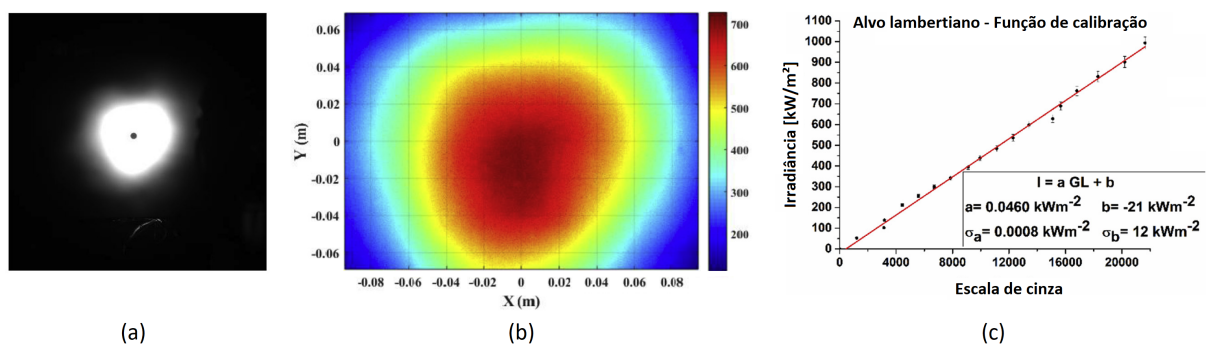 0.06
0.04
0.02
0
-0.02
-0.04
-0.06
Y (m)
-0.08 -0.06 -0.04 -0.02 0 0.02 0.04 0.06 0.08
X (m)
700
600
500
400
300
200
Alvo lambertiano - Função de calibração
1100
1000
900
800
700
600
500
400
300
200
100
0
Irradiância [kW/m²]
I = a GL + b
a= 0.0460 kWm⁻² b= -21 kWm⁻²
σa= 0.0008 kWm⁻² σb= 12 kWm⁻²
0 4000 8000 12000 16000 20000
Escala de cinza
(a) (b) (c)